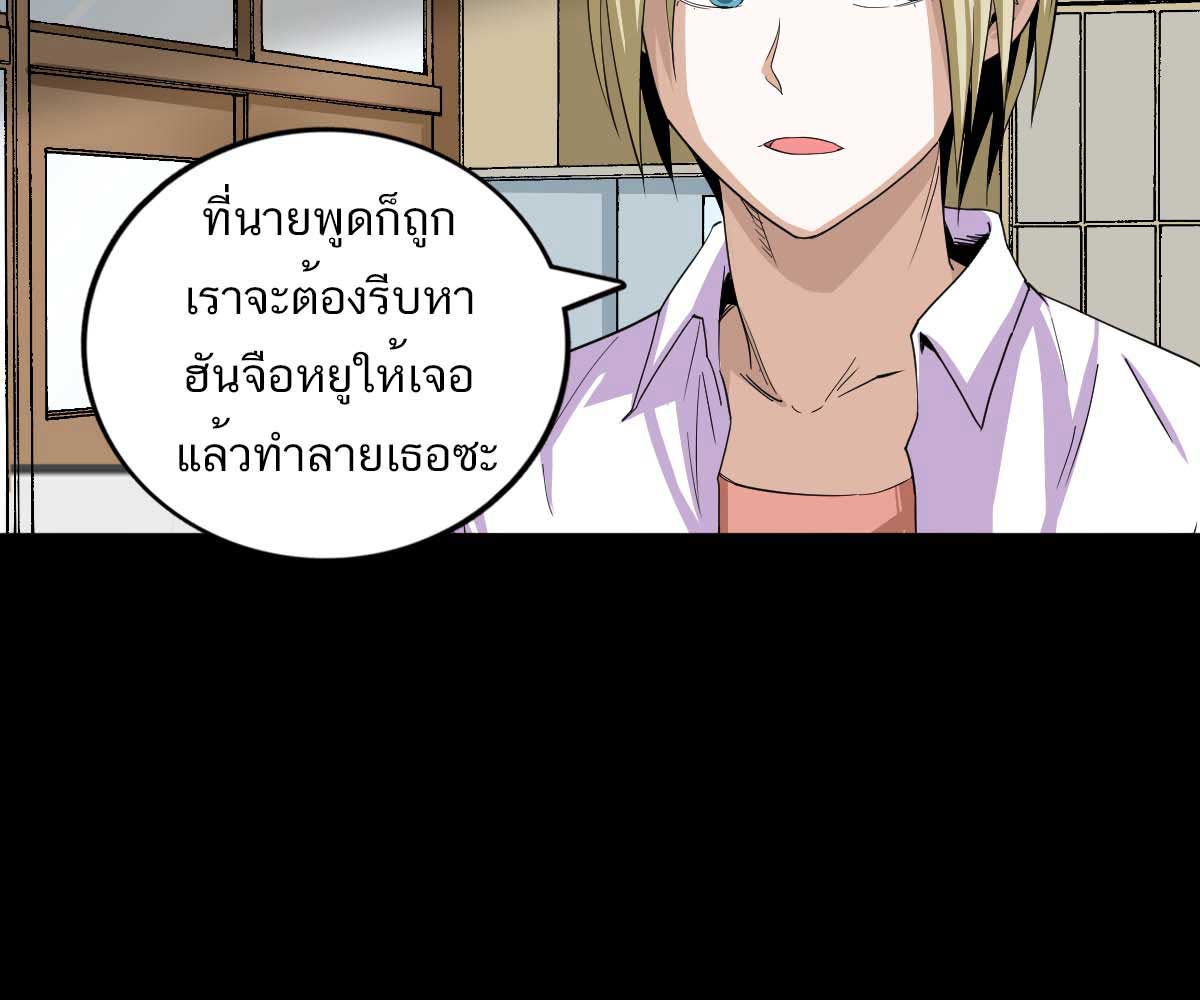 ที่นายพูดก็ถูก
เราจะต้องรีบหา
ฮันจือหยูให้เจอ
แล้วทำลายเธอซะ